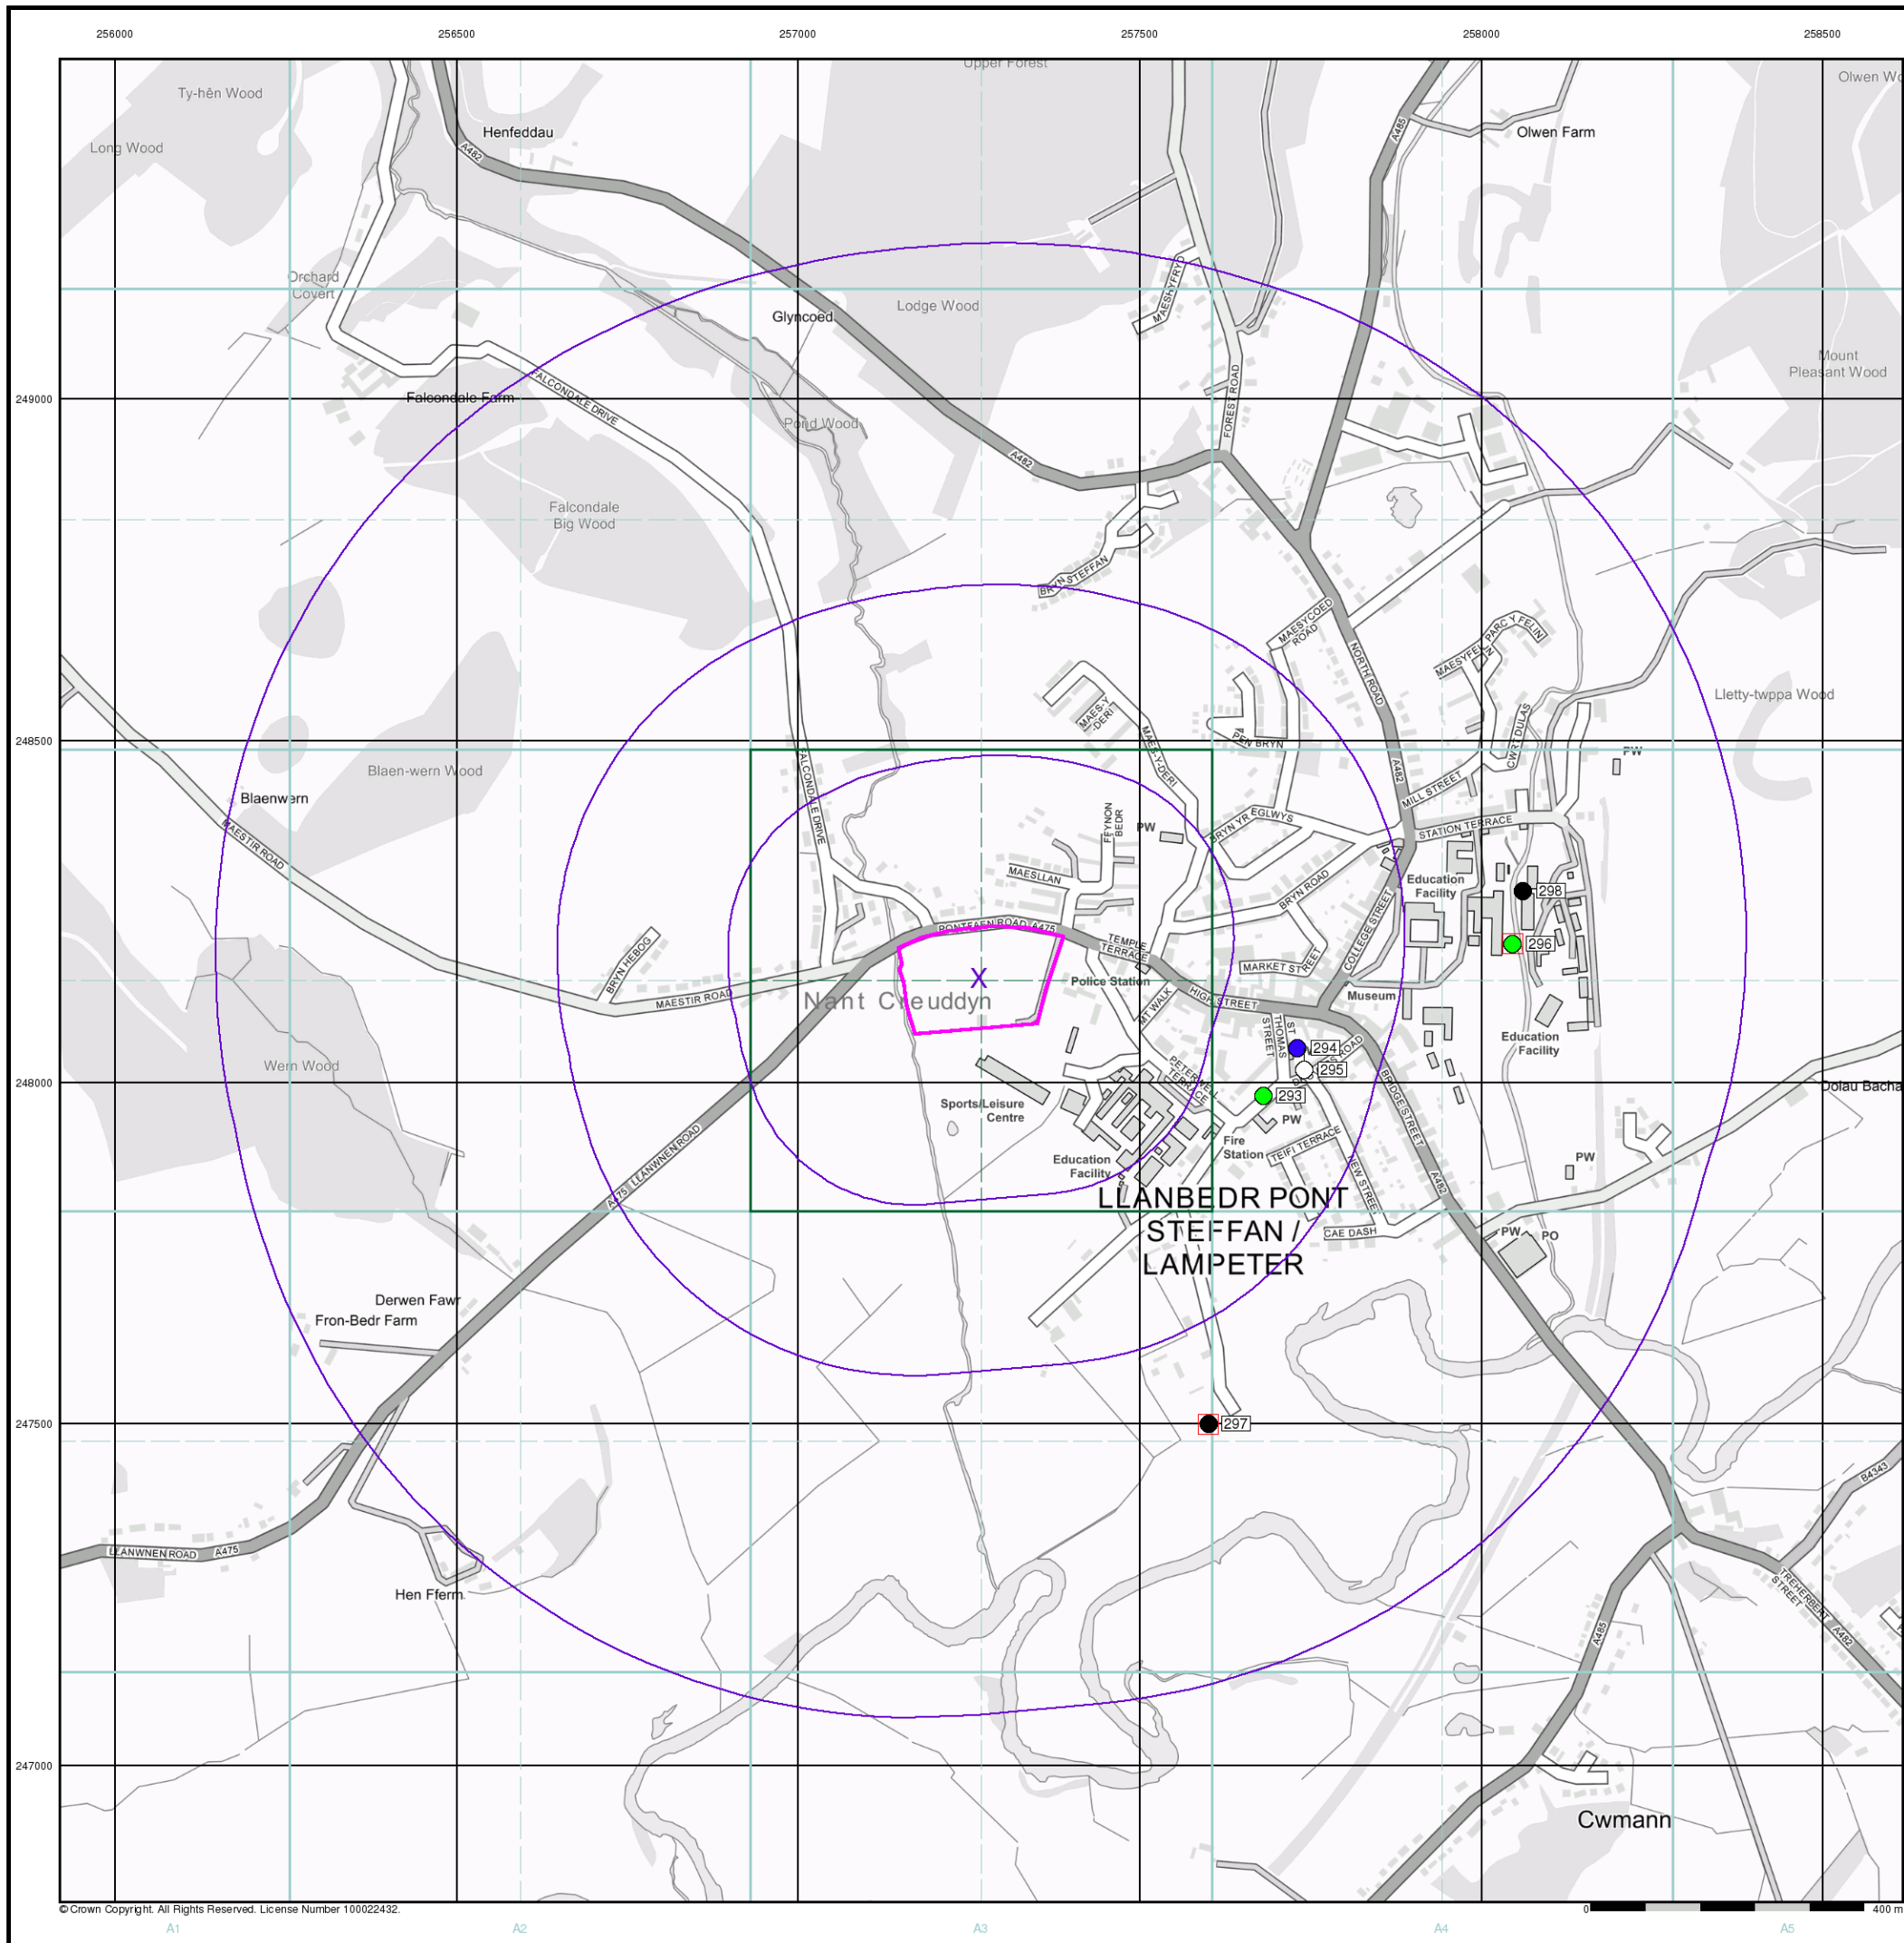 256000 256500 257000 257500 258000 258500
Upper Forest
Ty-hên Wood
Long Wood
Henfeddau
A482
A485
Olwen Farm
Orchard
Covert
Glyncoed
Lodge Wood
MAESHYFRYD
Mount
Pleasant Wood
249000
Falcondale Farm
FALCONDALE DRIVE
Pond Wood
FOREST ROAD
A482
Falcondale
Big Wood
BRYN STEFFAN
MAESYCOED
ROAD
NORTH ROAD
PARC Y FELIN
Lletty-twppa Wood
MAES-Y
-DERI
MAES-Y-DERI
PEN BRYN
CWRT DULAS
PW
248500
Blaen-wern Wood
Blaenwern
MAESTIR ROAD
FALCONDALE DRIVE
FFYNON
BEDR
PW
BRYN YR EGLWYS
A482
MILL STREET
STATION TERRACE
MAESLLAN
BRYN ROAD
COLLEGE STREET
Education
Facility
298
296
PONTFAEN ROAD A475
TEMPLE
TERRACE
MARKET STREET
BRYN HEBOG
MAESTIR ROAD
X
Nant Creuddyn
Police Station
MT WALK
HIGH STREET
Museum
Education
Facility
ST
THOMAS
STREET
294
295
293
Wern Wood
248000
Sports/Leisure
Centre
PETERWELL
TERRACE
BRIDGE STREET
Dolau Bacha
PW
Fire
Station
TEIFI TERRACE
NEW STREET
A482
PW
Education
Facility
A475 LLANWNEN ROAD
LLANBEDR PONT
STEFFAN /
LAMPETER
CAE DASH
PW
PO
Derwen Fawr
Fron-Bedr Farm
247500
297
B4343
LLANWNEN ROAD A475
Hen Fferm
TREHERBERT
STREET
A482
A485
247000
Cwmann
© Crown Copyright. All Rights Reserved. License Number 100022432.
0 400 m
A1 A2 A3 A4 A5